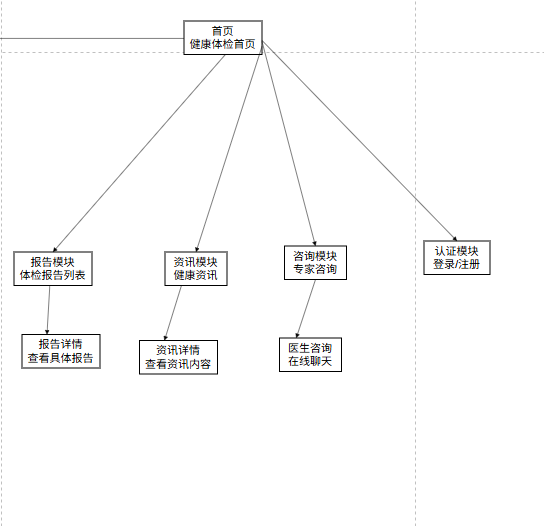 首页
健康体检首页
报告模块
体检报告列表
资讯模块
健康资讯
咨询模块
专家咨询
认证模块
登录/注册
报告详情
查看具体报告
资讯详情
查看资讯内容
医生咨询
在线聊天